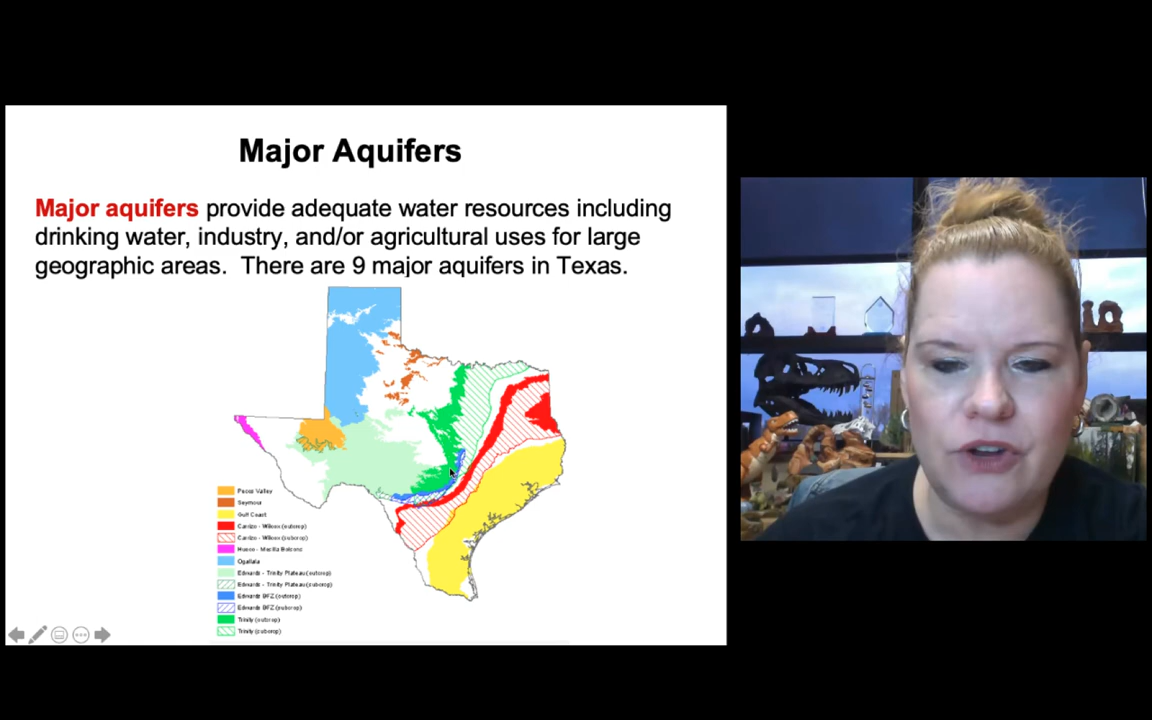 Major Aquifers
Major aquifers provide adequate water resources including
drinking water, industry, and/or agricultural uses for large
geographic areas.  There are 9 major aquifers in Texas.
Pecos Valley
Seymour
Gulf Coast
Carrizo - Wilcox (outcrop)
Carrizo - Wilcox (subcrop)
Hueco - Mesilla Bolsons
Ogallala
Edwards - Trinity Plateau (outcrop)
Edwards - Trinity Plateau (subcrop)
Edwards BFZ (outcrop)
Edwards BFZ (subcrop)
Trinity (outcrop)
Trinity (subcrop)